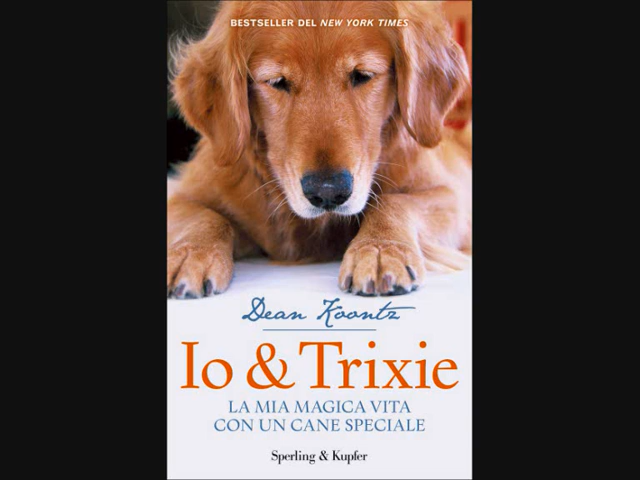 BESTSELLER DEL NEW YORK TIMES
Dean Koontz
Io & Trixie
LA MIA MAGICA VITA
CON UN CANE SPECIALE
Sperling & Kupfer